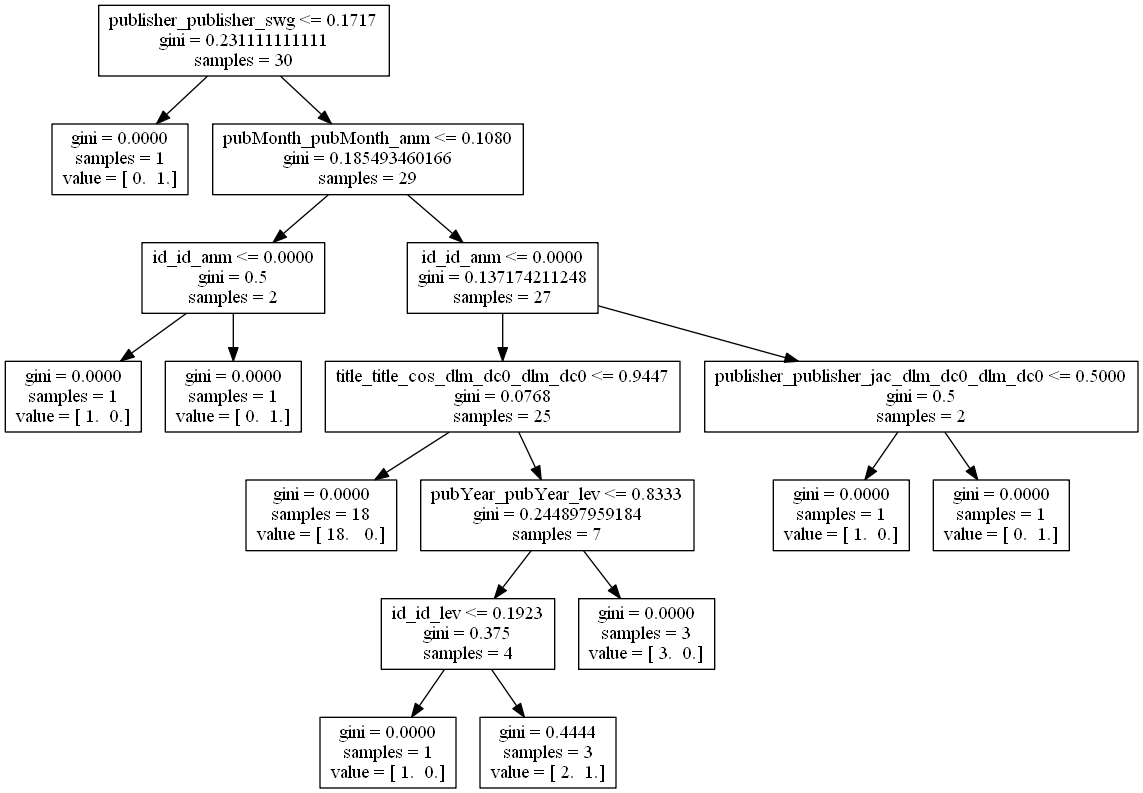 publisher_publisher_swg <= 0.1717
gini = 0.231111111111
samples = 30
gini = 0.0000
samples = 1
value = [ 0. 1.]
pubMonth_pubMonth_anm <= 0.1080
gini = 0.185493460166
samples = 29
id_id_anm <= 0.0000
gini = 0.5
samples = 2
id_id_anm <= 0.0000
gini = 0.137174211248
samples = 27
gini = 0.0000
samples = 1
value = [ 1. 0.]
gini = 0.0000
samples = 1
value = [ 0. 1.]
title_title_cos_dlm_dc0_dlm_dc0 <= 0.9447
gini = 0.0768
samples = 25
publisher_publisher_jac_dlm_dc0_dlm_dc0 <= 0.5000
gini = 0.5
samples = 2
gini = 0.0000
samples = 18
value = [ 18. 0.]
pubYear_pubYear_lev <= 0.8333
gini = 0.244897959184
samples = 7
gini = 0.0000
samples = 1
value = [ 1. 0.]
gini = 0.0000
samples = 1
value = [ 0. 1.]
id_id_lev <= 0.1923
gini = 0.375
samples = 4
gini = 0.0000
samples = 3
value = [ 3. 0.]
gini = 0.0000
samples = 1
value = [ 1. 0.]
gini = 0.4444
samples = 3
value = [ 2. 1.]